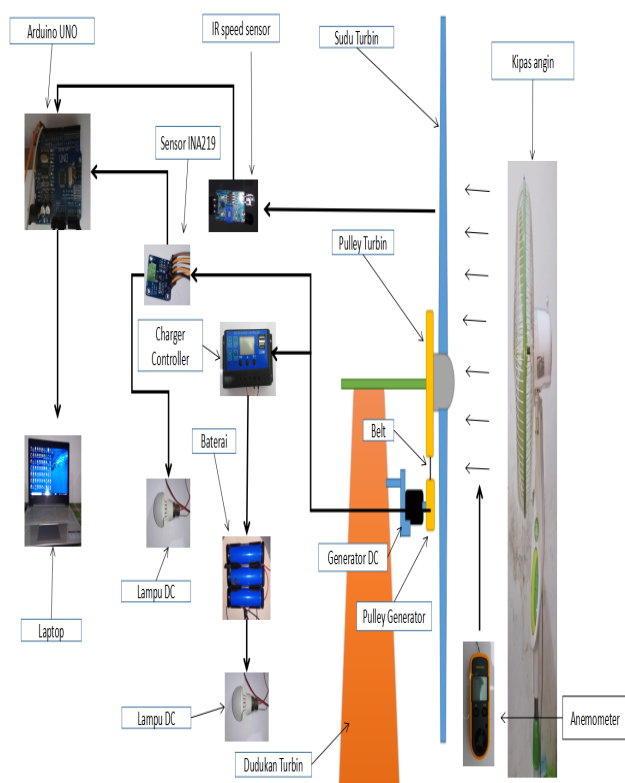 Arduino UNO
IR speed sensor
Sudu Turbin
Kipas angin
Sensor INA219
Pulley Turbin
Charger
Controller
Belt
Baterai
Generator DC
Lampu DC
Pulley Generator
Laptop
Lampu DC
Anemometer
Dudukan Turbin
UNO